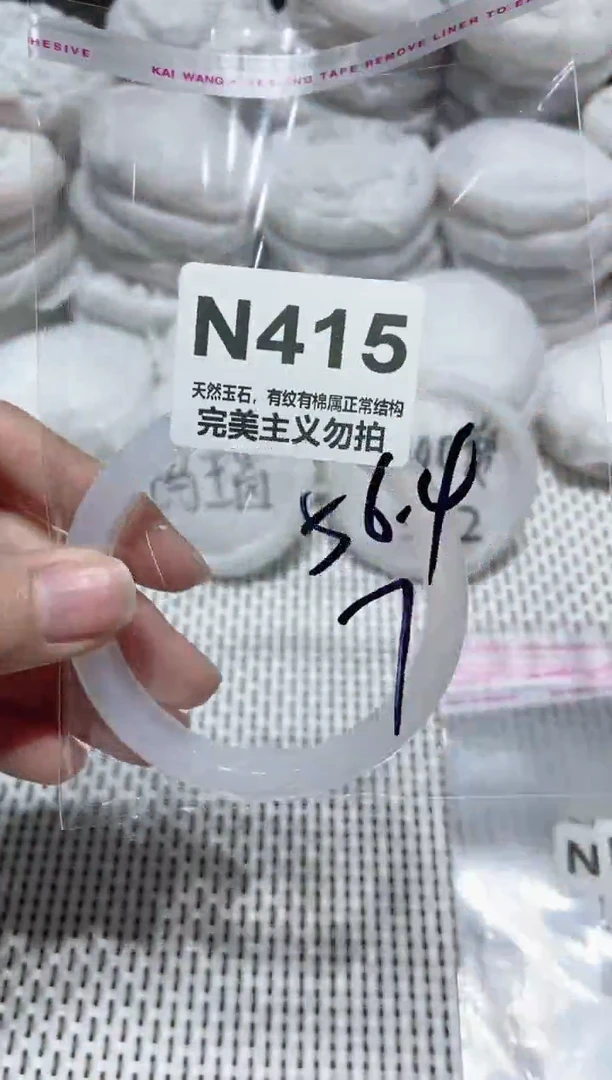 HESIVE
KAI WANG
TAPE REMOVE LINER TO
N415
天然玉石，有纹有棉属正常结构
完美主义勿拍
56.4
7
2
N